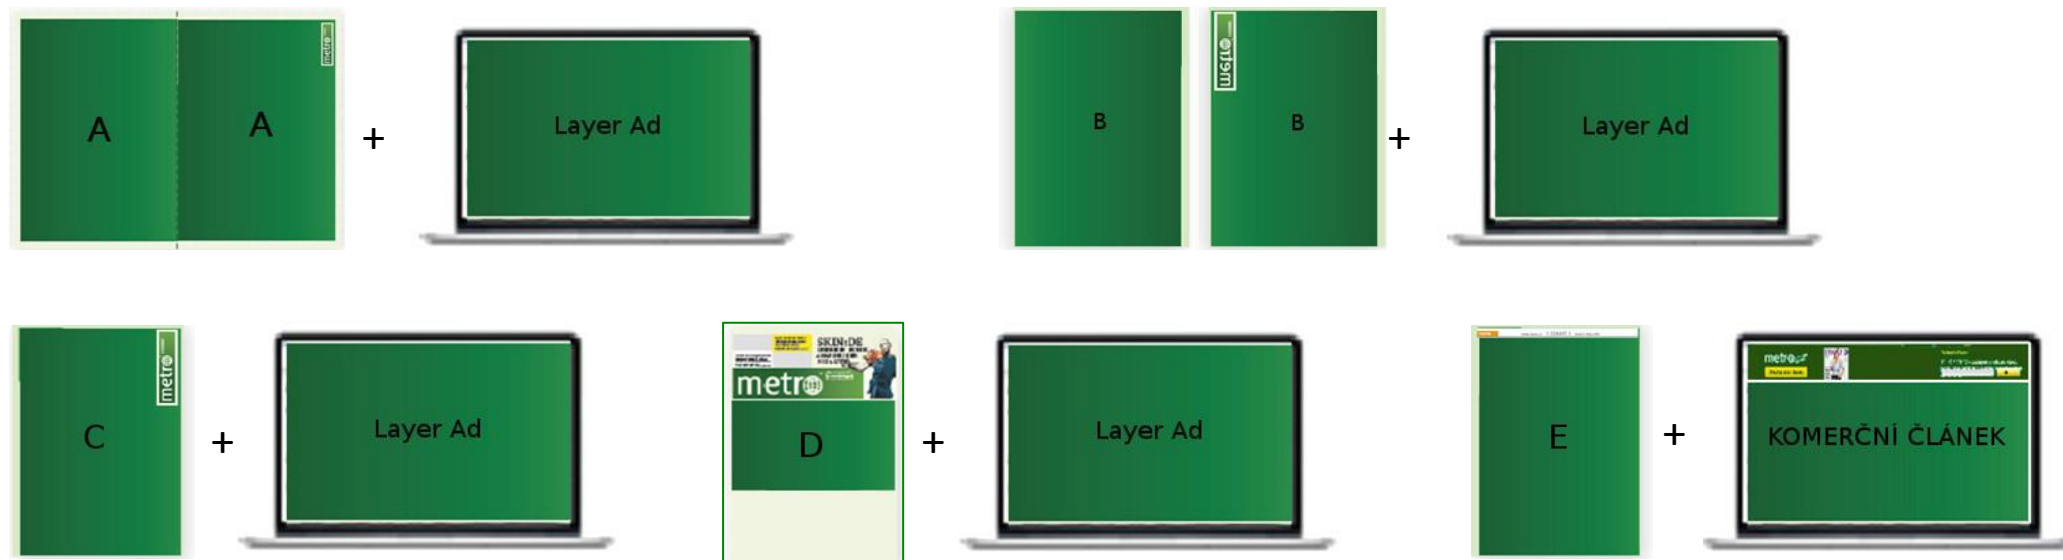 A
A
metro
+
Layer Ad
B
B
metro
+
Layer Ad
C
metro
+
Layer Ad
SKIN:DE
metro
D
+
Layer Ad
E
+
metro
KOMERČNÍ ČLÁNEK